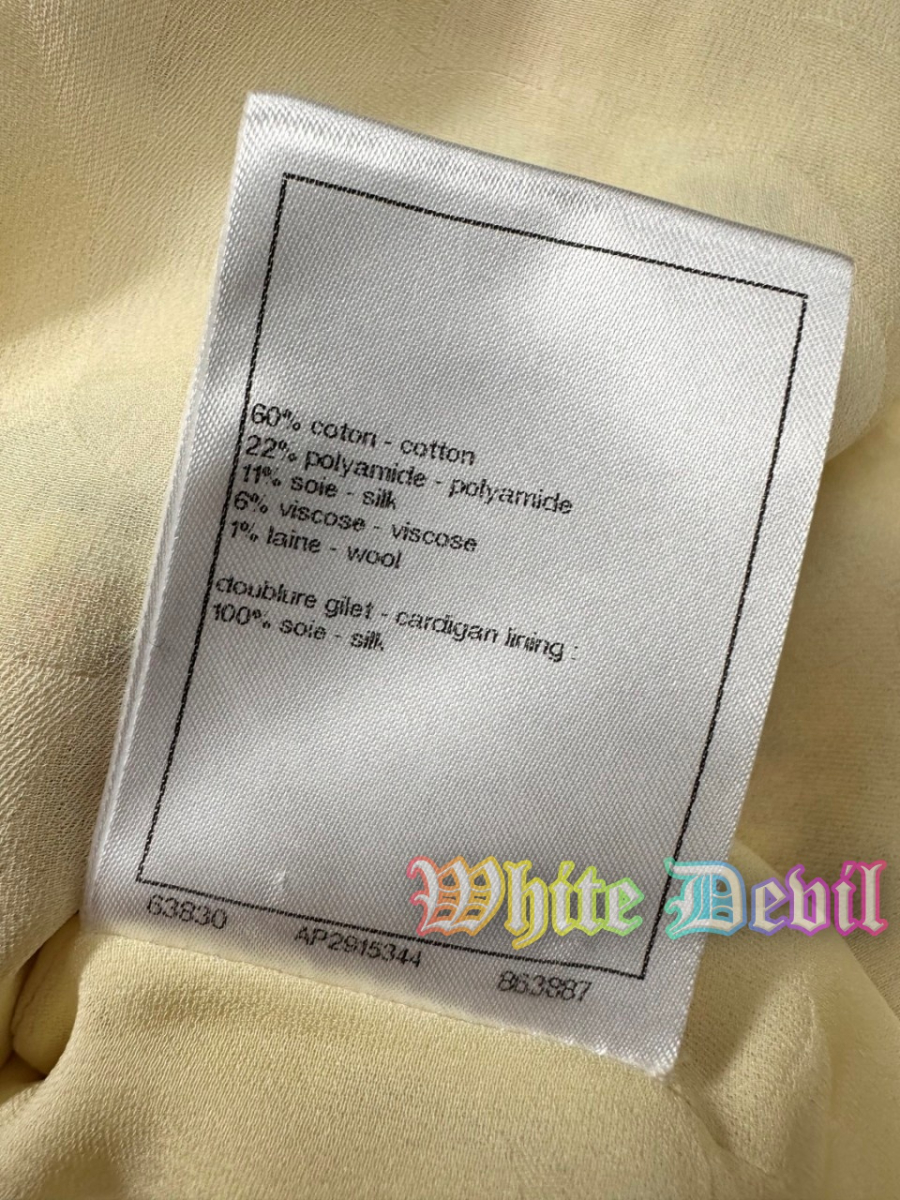 60% coton - cotton
22% polyamide - polyamide
11% soie - silk
6% viscose - viscose
1% laine - wool
doublure gilet - cardigan lining :
100% soie - silk
63830 AP2915344 863887
White Devil